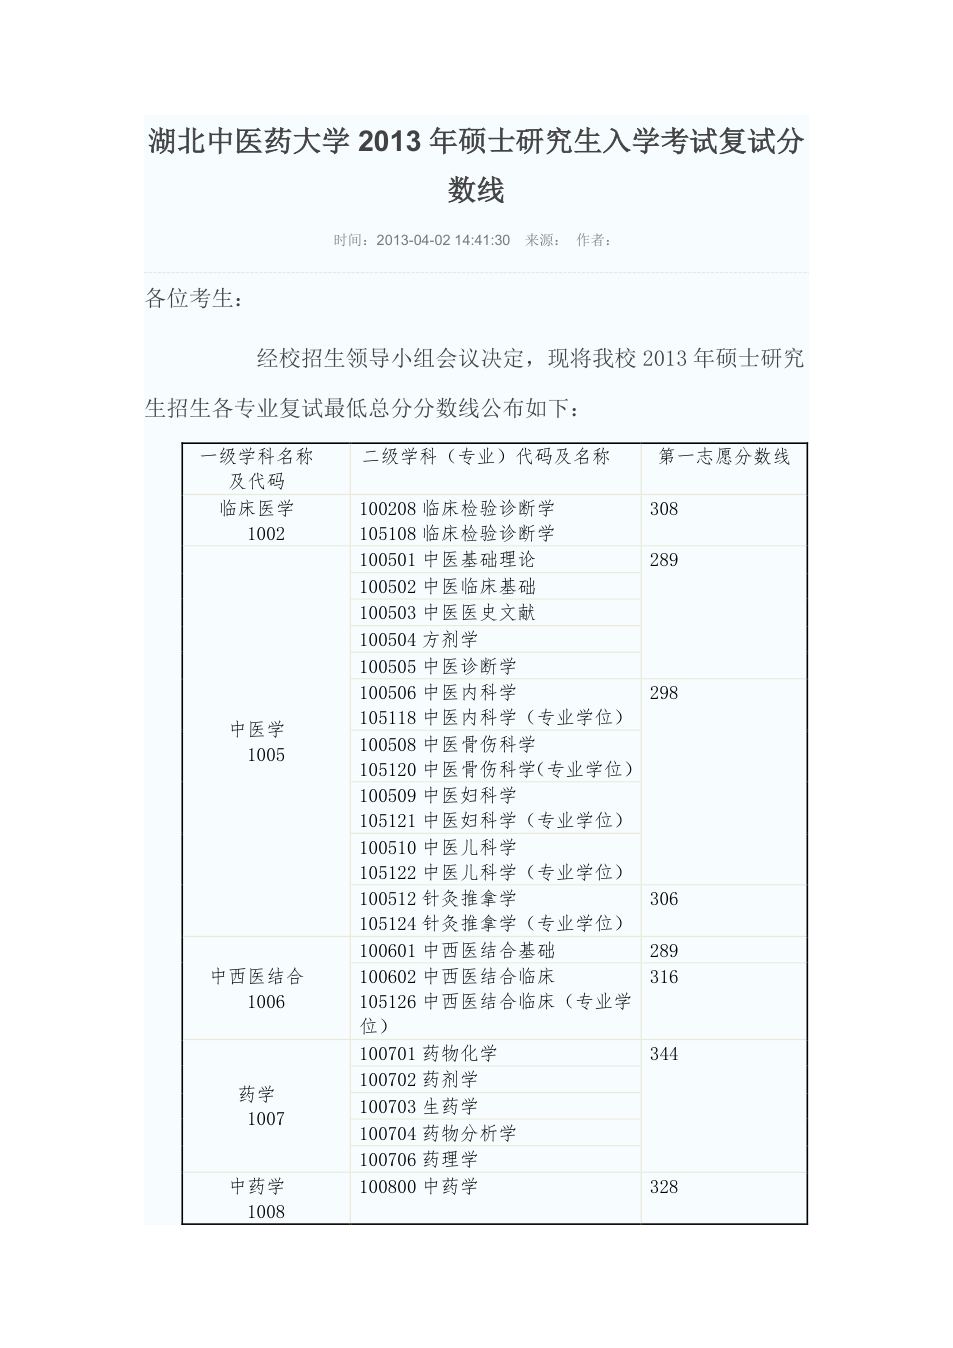 湖北中医药大学 2013 年硕士研究生入学考试复试分
数线
时间：2013-04-02 14:41:30 来源： 作者：
各位考生：
经校招生领导小组会议决定，现将我校 2013 年硕士研究
生招生各专业复试最低总分分数线公布如下：
一级学科名称 二级学科（专业）代码及名称 第一志愿分数线
及代码
临床医学 100208 临床检验诊断学 308
1002 105108 临床检验诊断学
100501 中医基础理论 289
100502 中医临床基础
100503 中医医史文献
100504 方剂学
100505 中医诊断学
100506 中医内科学 298
105118 中医内科学（专业学位）
中医学
100508 中医骨伤科学
1005
105120 中医骨伤科学（专业学位）
100509 中医妇科学
105121 中医妇科学（专业学位）
100510 中医儿科学
105122 中医儿科学（专业学位）
100512 针灸推拿学 306
105124 针灸推拿学（专业学位）
100601 中西医结合基础 289
中西医结合 100602 中西医结合临床 316
1006 105126 中西医结合临床（专业学
位）
100701 药物化学 344
100702 药剂学
药学
100703 生药学
1007
100704 药物分析学
100706 药理学
中药学 100800 中药学 328
1008